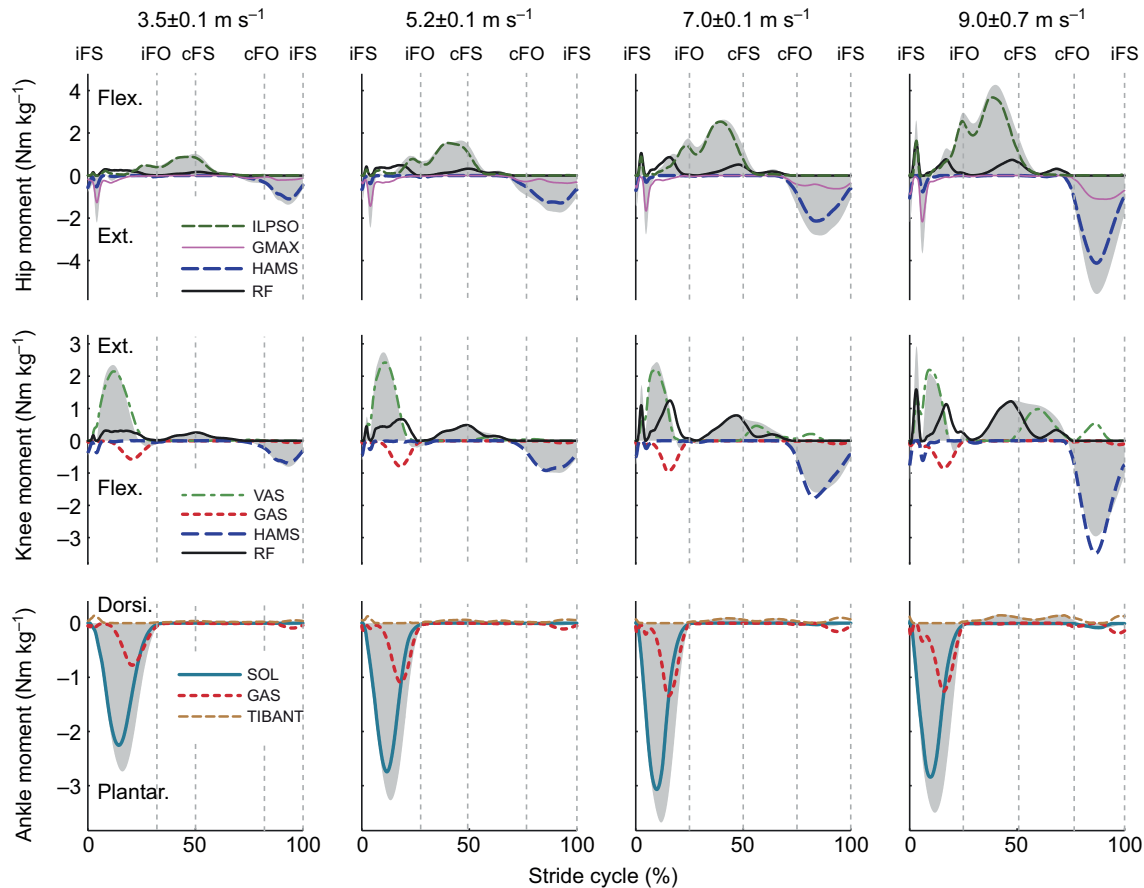 3.5±0.1 m s⁻¹ 5.2±0.1 m s⁻¹ 7.0±0.1 m s⁻¹ 9.0±0.7 m s⁻¹
iFS iFO cFS cFO iFS iFS iFO cFS cFO iFS iFS iFO cFS cFO iFS iFS iFO cFS cFO iFS
Hip moment (Nm kg⁻¹)
4
2
0
–2
–4
Flex.
Ext.
ILPSO
GMAX
HAMS
RF
Knee moment (Nm kg⁻¹)
3
2
1
0
–1
–2
–3
Ext.
Flex.
VAS
GAS
HAMS
RF
Ankle moment (Nm kg⁻¹)
0
–1
–2
–3
Dorsi.
SOL
GAS
TIBANT
Plantar.
0 50 100 0 50 100 0 50 100 0 50 100
Stride cycle (%)